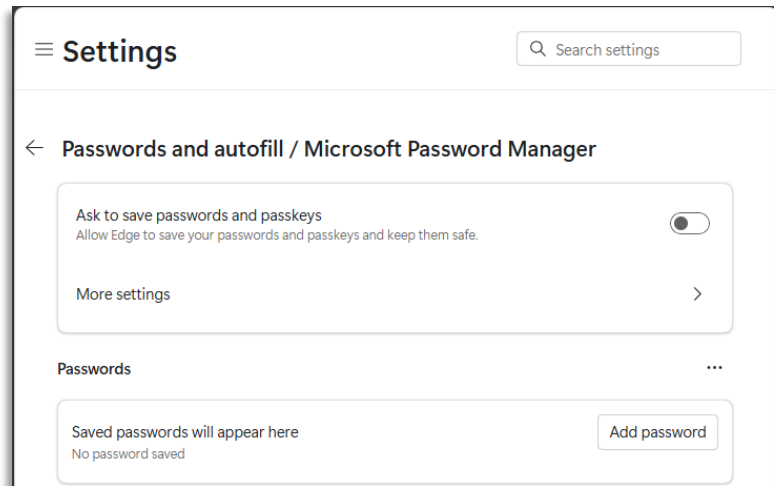 Settings
Search settings
Passwords and autofill / Microsoft Password Manager
Ask to save passwords and passkeys
Allow Edge to save your passwords and passkeys and keep them safe.
More settings
Passwords
Saved passwords will appear here
Add password
No password saved